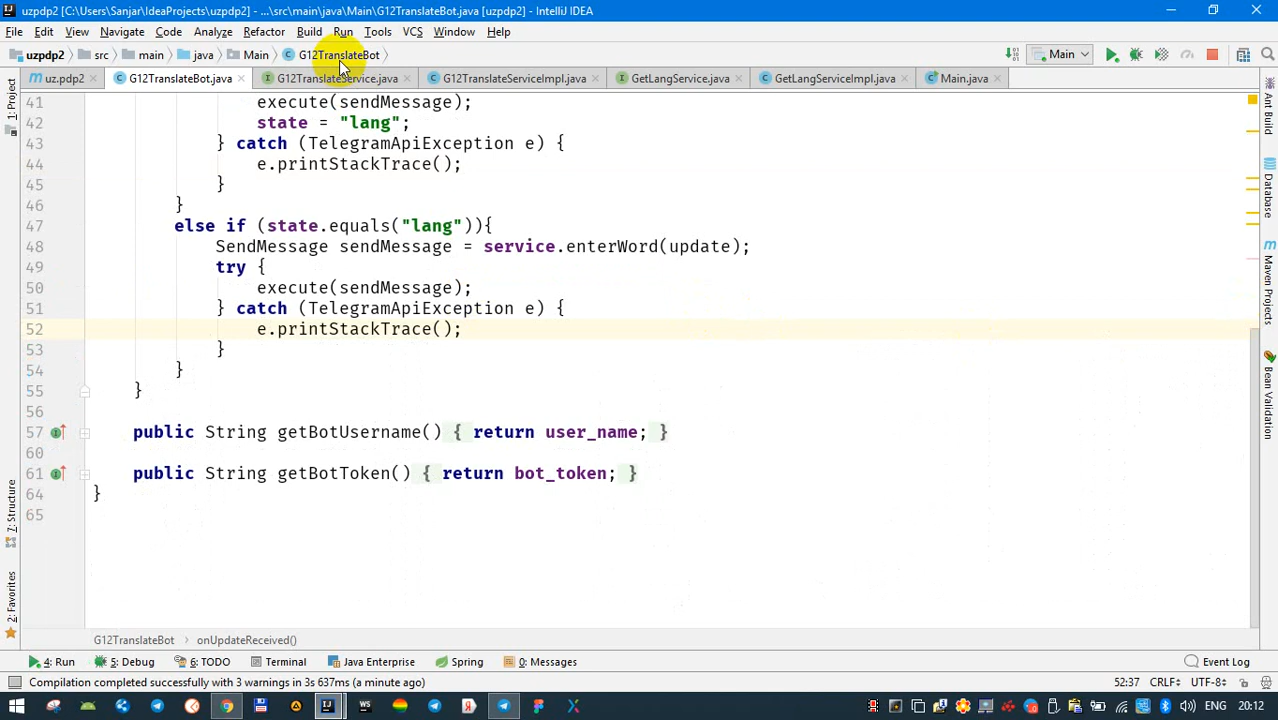 uzpdp2 [C:\Users\Sanjar\IdeaProjects\uzpdp2] - ...\src\main\java\Main\G12TranslateBot.java [uzpdp2] - IntelliJ IDEA
File Edit View Navigate Code Analyze Refactor Build Run Tools VCS Window Help
uzpdp2 src main java Main G12TranslateBot Main
uz.pdp2 G12TranslateBot.java G12TranslateService.java G12TranslateServiceImpl.java GetLangService.java GetLangServiceImpl.java Main.java
1: Project
7: Structure
2: Favorites
41 execute(sendMessage);
42 state = "lang";
43 } catch (TelegramApiException e) {
44 e.printStackTrace();
45 }
46 }
47 else if (state.equals("lang")){
48 SendMessage sendMessage = service.enterWord(update);
49 try {
50 execute(sendMessage);
51 } catch (TelegramApiException e) {
52 e.printStackTrace();
53 }
54 }
55 }
56
57 public String getBotUsername() { return user_name; }
60
61 public String getBotToken() { return bot_token; }
64 }
65
Ant Build
Database
Maven Projects
Bean Validation
G12TranslateBot onUpdateReceived()
4: Run 5: Debug 6: TODO Terminal Java Enterprise Spring 0: Messages Event Log
Compilation completed successfully with 3 warnings in 3s 637ms (a minute ago) 52:37 CRLF÷ UTF-8÷
ENG 20:12